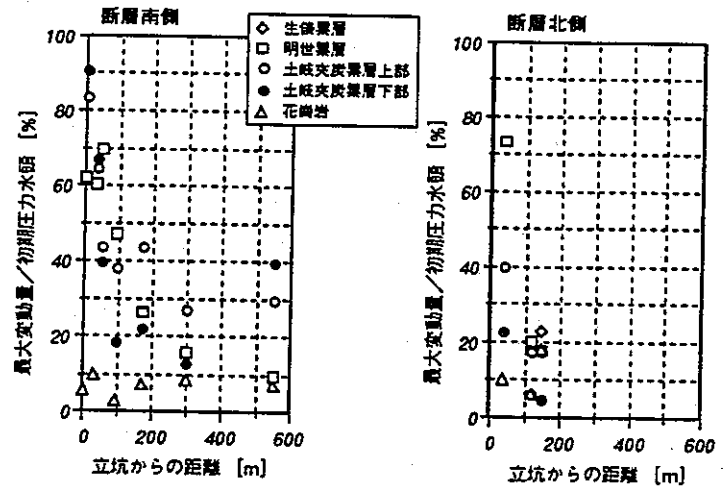 断層南側
最大変動量／初期圧力水頭 [%]
100
80
60
40
20
0
0 200 400 600
立坑からの距離 [m]
生俵累層
明世累層
土岐夾炭累層上部
土岐夾炭累層下部
花崗岩
断層北側
最大変動量／初期圧力水頭 [%]
100
80
60
40
20
0
0 200 400 600
立坑からの距離 [m]